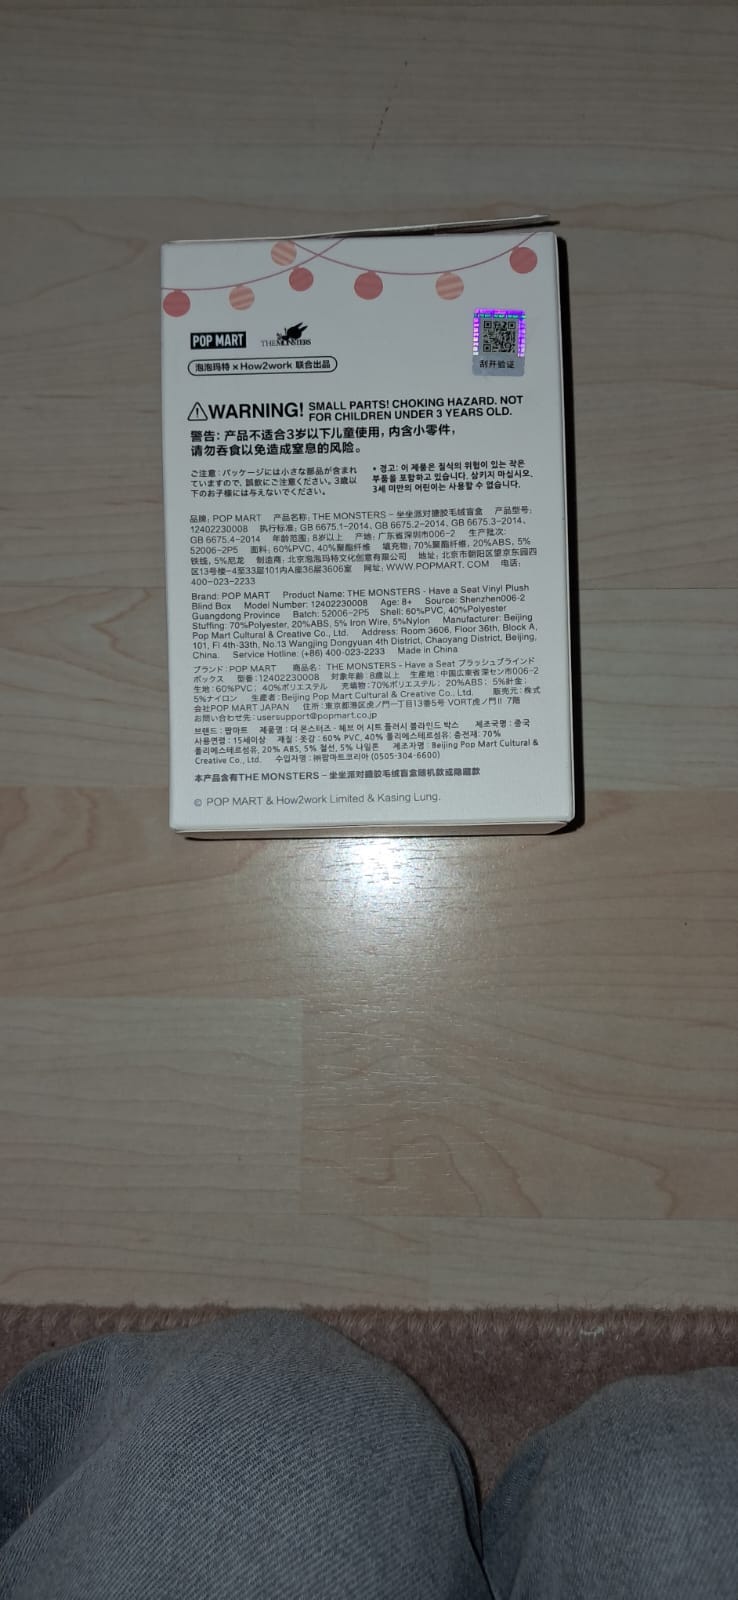 POP MART
THE MONSTERS
泡泡玛特 × How2work 联合出品
刮开验证
WARNING! SMALL PARTS! CHOKING HAZARD. NOT
FOR CHILDREN UNDER 3 YEARS OLD.
警告: 产品不适合3岁以下儿童使用, 内含小零件,
请勿吞食以免造成窒息的风险。
ご注意：パッケージには小さな部品が含まれ
ていますので、誤飲にご注意ください。3歳以
下のお子様には与えないでください。
• 경고: 이 제품은 질식의 위험이 있는 작은
부품을 포함하고 있습니다. 삼키지 마십시오.
3세 미만의 어린이는 사용할 수 없습니다.
品牌: POP MART 产品名称: THE MONSTERS – 坐坐派对搪胶毛绒盲盒 产品型号:
12402230008 执行标准: GB 6675.1–2014、GB 6675.2–2014、GB 6675.3–2014、
GB 6675.4–2014 年龄范围: 8岁以上 产地: 广东省深圳市006–2 生产批次:
52006–2P5 面料: 60%PVC, 40%聚酯纤维 填充物: 70%聚酯纤维, 20%ABS, 5%
铁线, 5%尼龙 制造商: 北京泡泡玛特文化创意有限公司 地址: 北京市朝阳区望京东园四
区13号楼–4至33层101内A座36层3606室 网址: WWW.POPMART.COM 电话:
400–023–2233
Brand: POP MART Product Name: THE MONSTERS - Have a Seat Vinyl Plush
Blind Box Model Number: 12402230008 Age: 8+ Source: Shenzhen006-2
Guangdong Province Batch: 52006-2P5 Shell: 60%PVC, 40%Polyester
Stuffing: 70%Polyester, 20%ABS, 5% Iron Wire, 5%Nylon Manufacturer: Beijing
Pop Mart Cultural & Creative Co., Ltd. Address: Room 3606, Floor 36th, Block A,
101, Fl 4th-33th, No.13 Wangjing Dongyuan 4th District, Chaoyang District, Beijing,
China. Service Hotline: (+86) 400-023-2233 Made in China
ブランド: POP MART 商品名： THE MONSTERS - Have a Seat プラッシュブラインド
ボックス 型番：12402230008 対象年齢: 8歳以上 生産地: 中国広東省深セン市006-2
生地: 60%PVC；40%ポリエステル 充填物: 70%ポリエステル；20%ABS；5%針金；
5%ナイロン 生産者: Beijing Pop Mart Cultural & Creative Co., Ltd. 販売元: 株式
会社POP MART JAPAN 住所: 東京都港区虎ノ門一丁目13番5号 VORT虎ノ門II 7階
お問い合わせ先: usersupport@popmart.co.jp
브랜드 : 팝마트 제품명 : 더 몬스터즈 - 해브 어 시트 플러시 블라인드 박스 제조국명 : 중국
사용연령 : 15세이상 재질 : 겉감 : 60% PVC, 40% 폴리에스테르섬유; 충전재: 70%
폴리에스테르섬유, 20% ABS, 5% 철선, 5% 나일론 제조자명 : Beijing Pop Mart Cultural &
Creative Co., Ltd. 수입자명 : ㈜팝마트코리아 (0505-304-6600)
本产品含有THE MONSTERS – 坐坐派对搪胶毛绒盲盒随机款或隐藏款
© POP MART & How2work Limited & Kasing Lung.